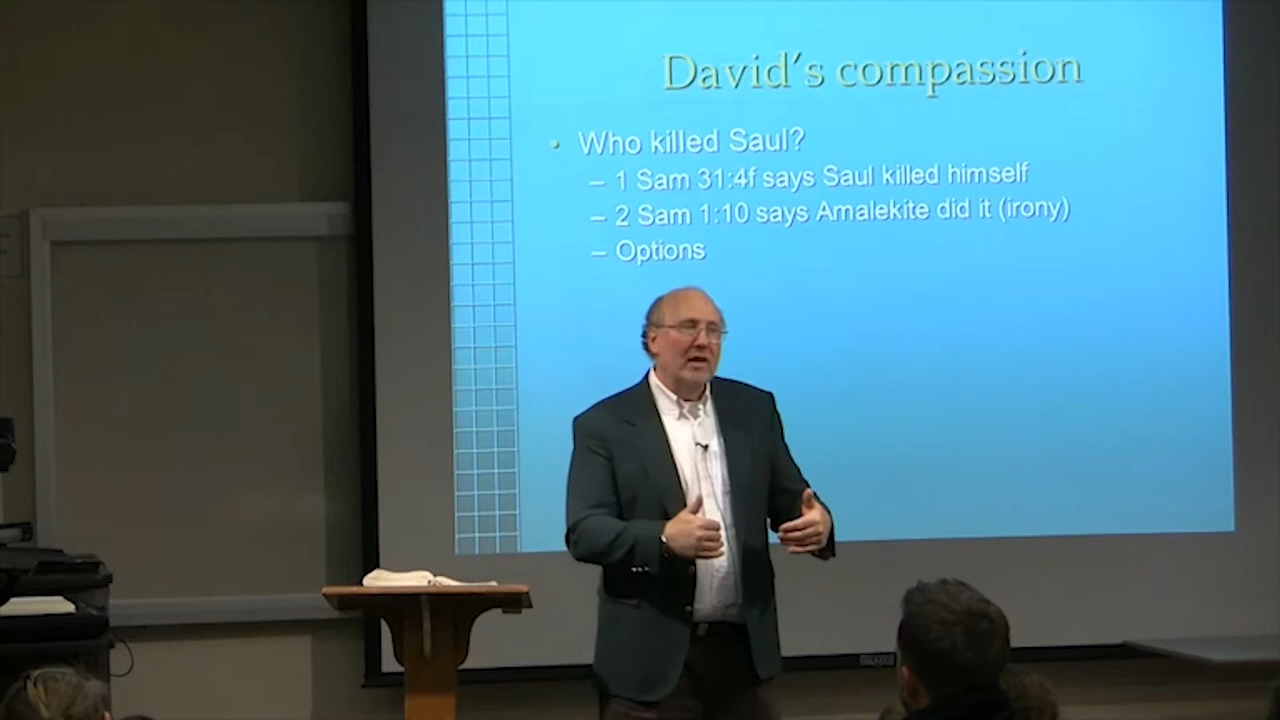 David's compassion
• Who killed Saul?
– 1 Sam 31:4f says Saul killed himself
– 2 Sam 1:10 says Amalekite did it (irony)
– Options